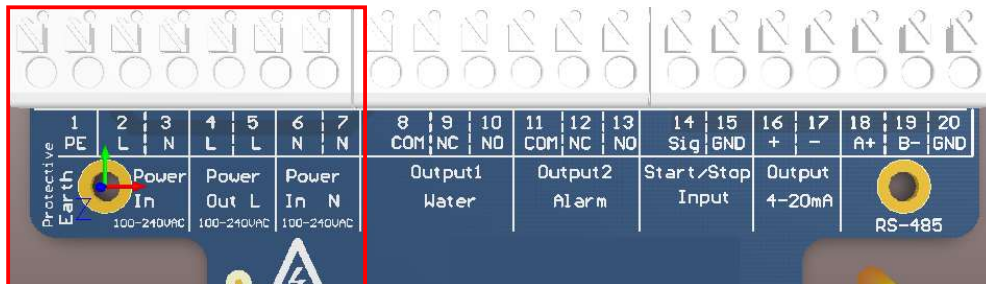 1 2 3 4 5 6 7 8 9 10 11 12 13 14 15 16 17 18 19 20
PE L N L L N N COM NC NO COM NC NO Sig GND + - A+ B- GND
Protective
Earth
Power
In
100-240VAC
Power
Out L
100-240VAC
Power
In N
100-240VAC
Output1
Water
Output2
Alarm
Start/Stop
Input
Output
4-20mA
RS-485
Z